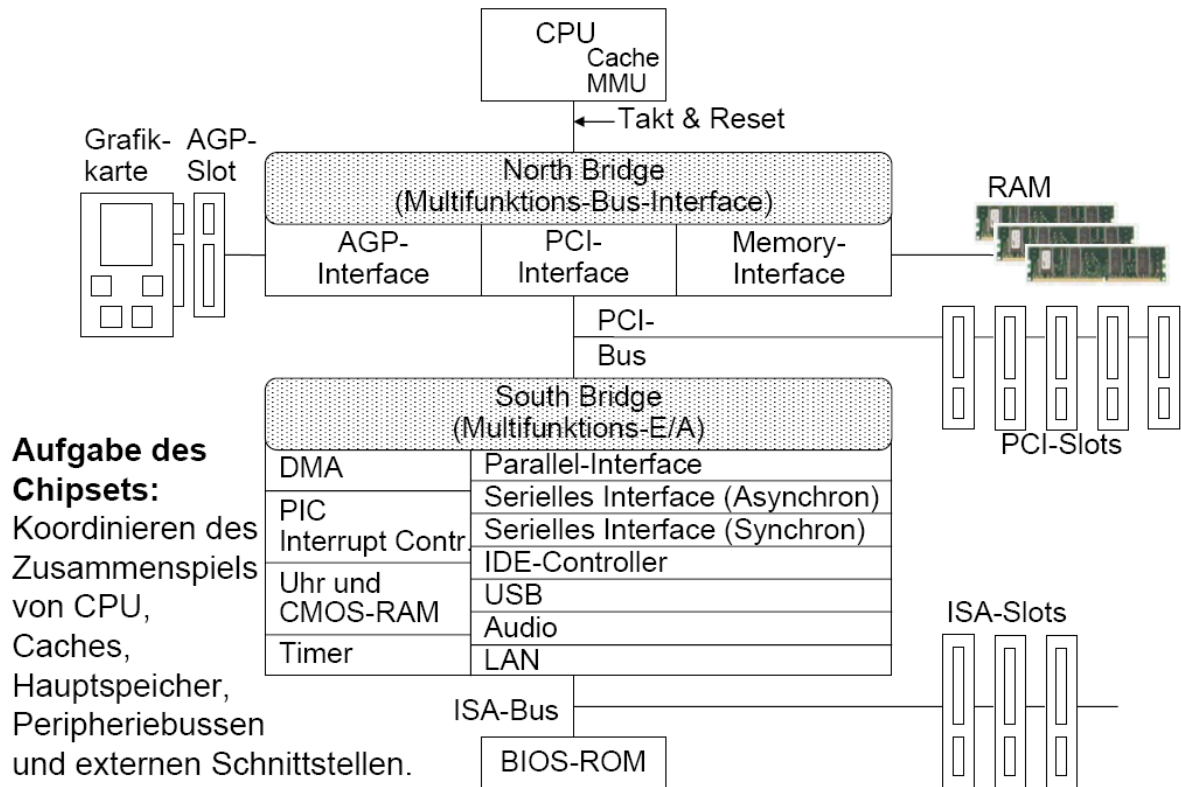 CPU
Cache
MMU
Takt & Reset
Grafik-
karte
AGP-
Slot
North Bridge
(Multifunktions-Bus-Interface)
RAM
AGP-
Interface
PCI-
Interface
Memory-
Interface
PCI-
Bus
South Bridge
(Multifunktions-E/A)
PCI-Slots
Aufgabe des
Chipsets:
Koordinieren des
Zusammenspiels
von CPU,
Caches,
Hauptspeicher,
Peripheriebussen
und externen Schnittstellen.
DMA
PIC
Interrupt Contr.
Uhr und
CMOS-RAM
Timer
Parallel-Interface
Serielles Interface (Asynchron)
Serielles Interface (Synchron)
IDE-Controller
USB
Audio
LAN
ISA-Slots
ISA-Bus
BIOS-ROM